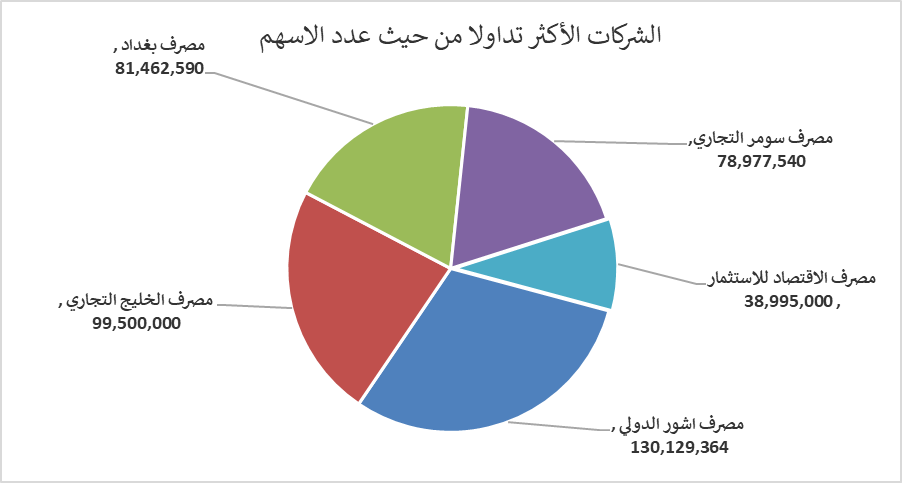 الشركات الأكثر تداولا من حيث عدد الاسهم
مصرف بغداد ,
81,462,590
مصرف سومر التجاري,
78,977,540
مصرف الاقتصاد للاستثمار
, 38,995,000
مصرف الخليج التجاري ,
99,500,000
مصرف اشور الدولي ,
130,129,364